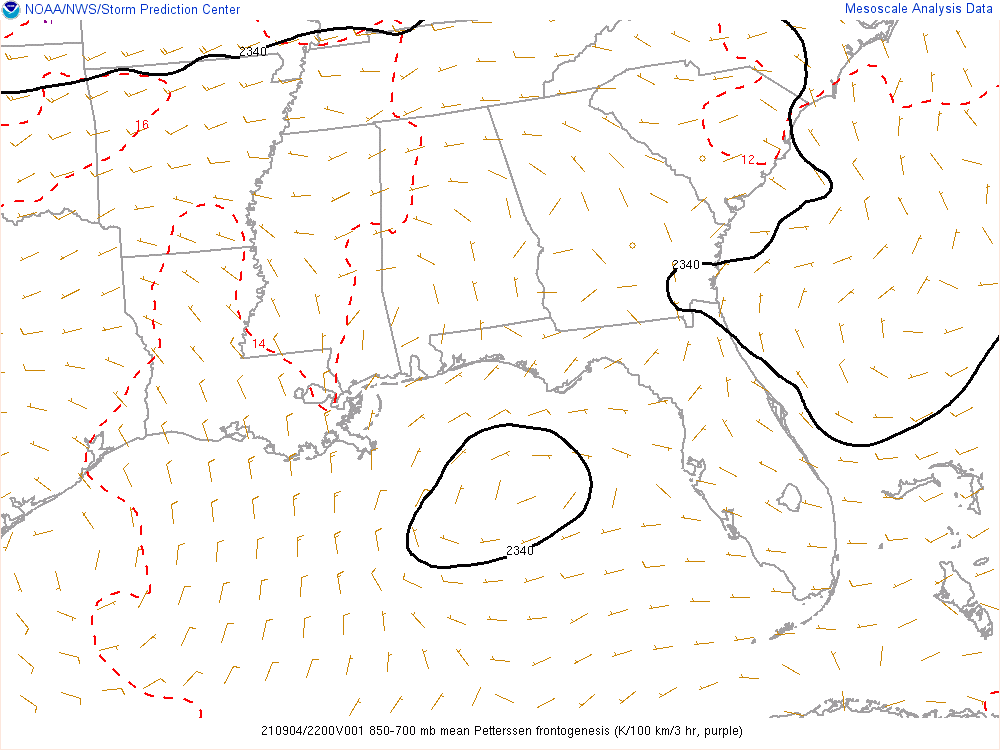 NOAA/NWS/Storm Prediction Center
Mesoscale Analysis Data
2340
16
12
2340
14
2340
210904/2200V001 850-700 mb mean Petterssen frontogenesis (K/100 km/3 hr, purple)